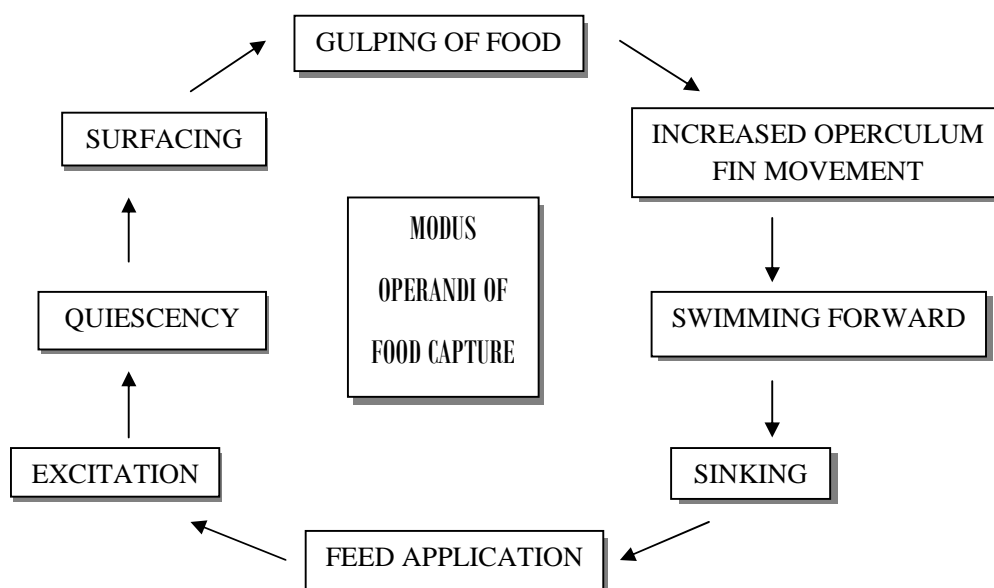 GULPING OF FOOD
SURFACING
INCREASED OPERCULUM
FIN MOVEMENT
MODUS
OPERANDI OF
FOOD CAPTURE
QUIESCENCY
SWIMMING FORWARD
EXCITATION
SINKING
FEED APPLICATION